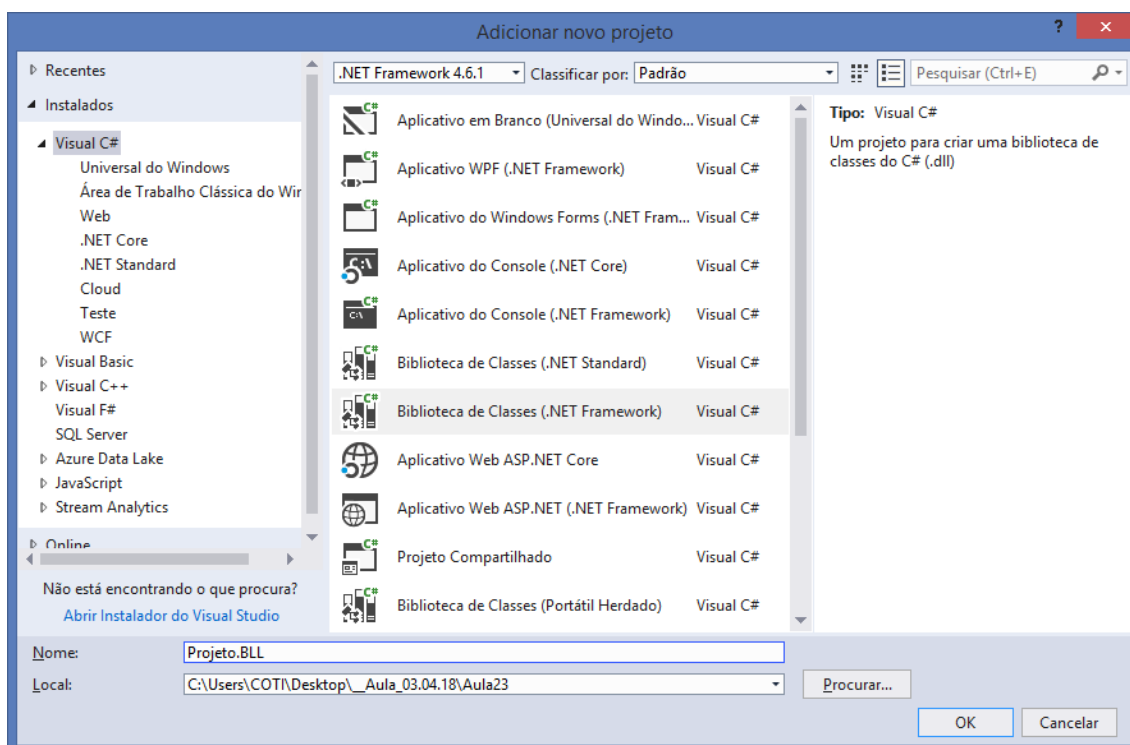 Adicionar novo projeto
?
Recentes
Instalados
Visual C#
Universal do Windows
Área de Trabalho Clássica do Wir
Web
.NET Core
.NET Standard
Cloud
Teste
WCF
Visual Basic
Visual C++
Visual F#
SQL Server
Azure Data Lake
JavaScript
Stream Analytics
Online
Não está encontrando o que procura?
Abrir Instalador do Visual Studio
.NET Framework 4.6.1 Classificar por: Padrão
Pesquisar (Ctrl+E)
Aplicativo em Branco (Universal do Windo... Visual C#
Aplicativo WPF (.NET Framework) Visual C#
Aplicativo do Windows Forms (.NET Fram... Visual C#
Aplicativo do Console (.NET Core) Visual C#
Aplicativo do Console (.NET Framework) Visual C#
Biblioteca de Classes (.NET Standard) Visual C#
Biblioteca de Classes (.NET Framework) Visual C#
Aplicativo Web ASP.NET Core Visual C#
Aplicativo Web ASP.NET (.NET Framework) Visual C#
Projeto Compartilhado Visual C#
Biblioteca de Classes (Portátil Herdado) Visual C#
Tipo: Visual C#
Um projeto para criar uma biblioteca de
classes do C# (.dll)
Nome: Projeto.BLL
Local: C:\Users\COTI\Desktop\__Aula_03.04.18\Aula23
Procurar...
OK Cancelar